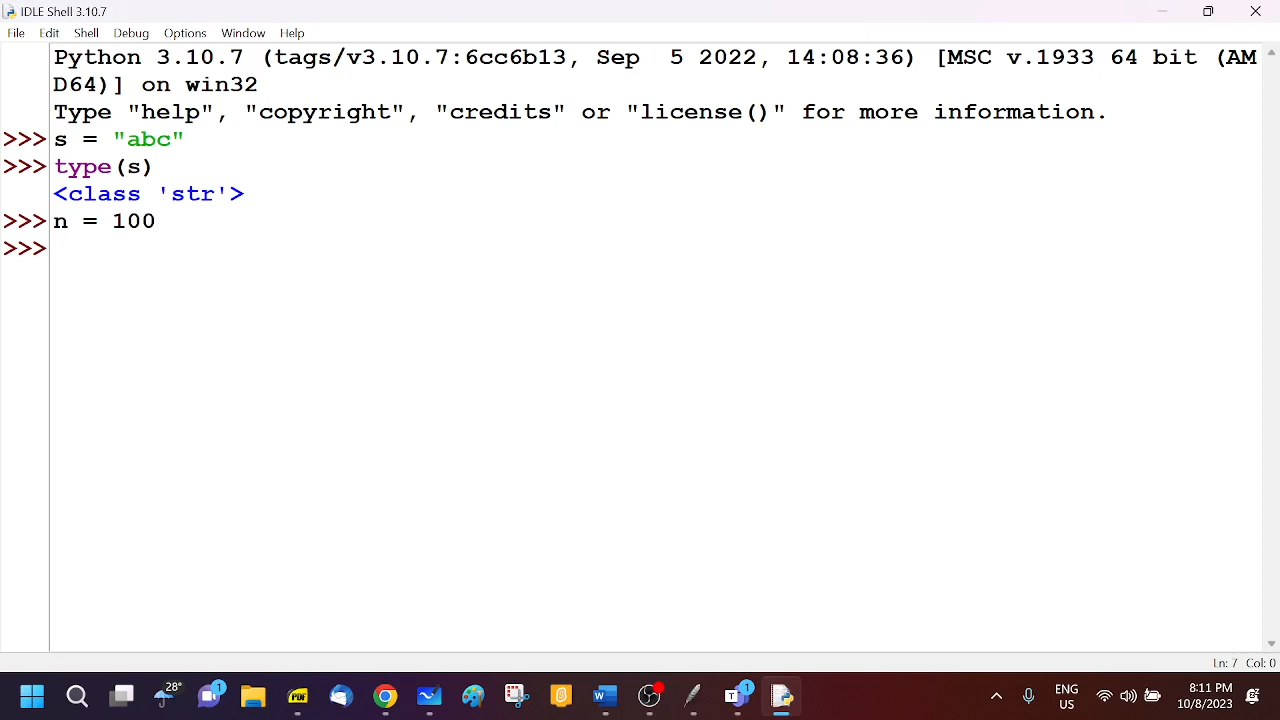 IDLE Shell 3.10.7
File Edit Shell Debug Options Window Help
Python 3.10.7 (tags/v3.10.7:6cc6b13, Sep  5 2022, 14:08:36) [MSC v.1933 64 bit (AM
D64)] on win32
Type "help", "copyright", "credits" or "license()" for more information.
>>> s = "abc"
>>> type(s)
<class 'str'>
>>> n = 100
>>>
Ln: 7 Col: 0
28° 1 PDF 1
ENG
US
8:11 PM
10/8/2023